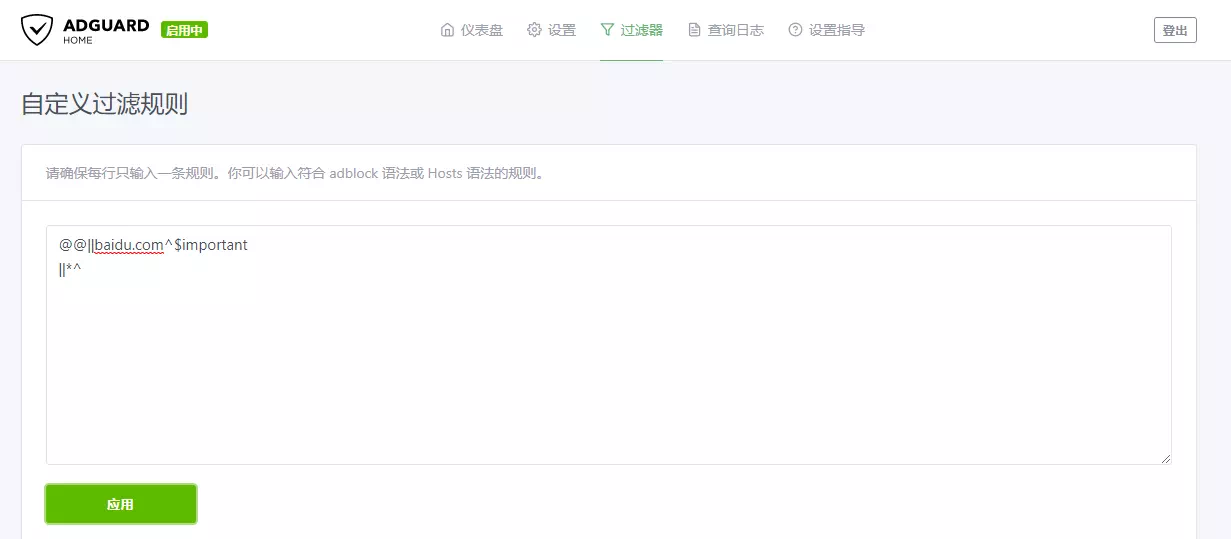 ADGUARD
HOME
启用中
仪表盘
设置
过滤器
查询日志
设置指导
登出
自定义过滤规则
请确保每行只输入一条规则。你可以输入符合 adblock 语法或 Hosts 语法的规则。
@@||baidu.com^$important
||*^
应用